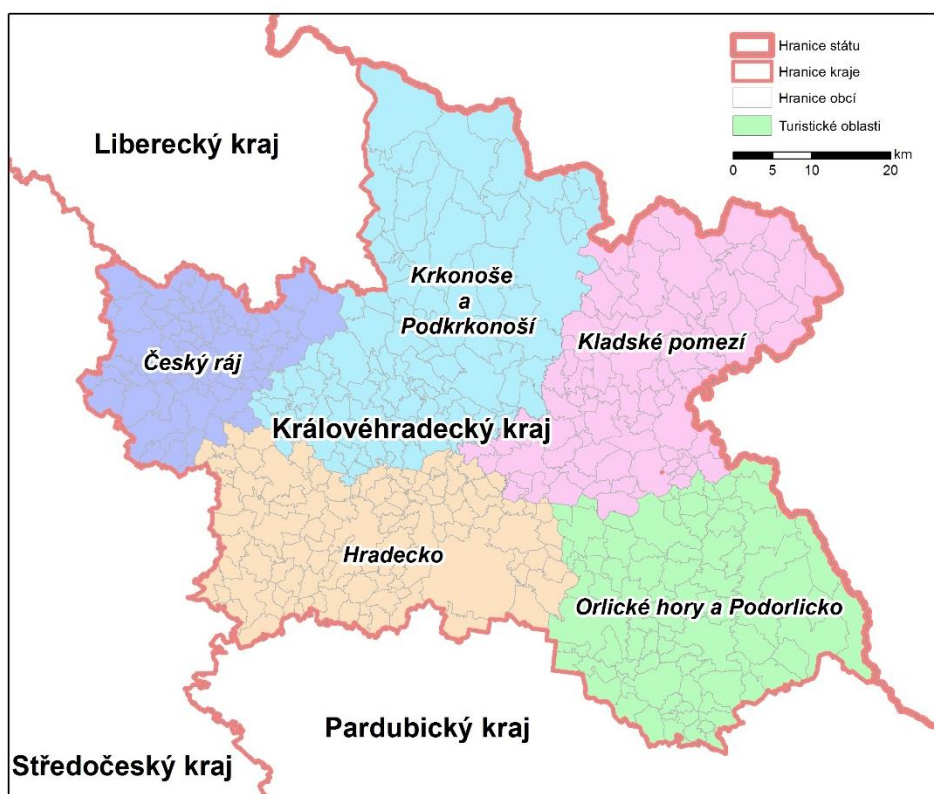 Hranice státu
Hranice kraje
Hranice obcí
Turistické oblasti
km
0 5 10 20
Liberecký kraj
Krkonoše
a
Podkrkonoší
Kladské pomezí
Český ráj
Královéhradecký kraj
Hradecko
Orlické hory a Podorlicko
Pardubický kraj
Středočeský kraj